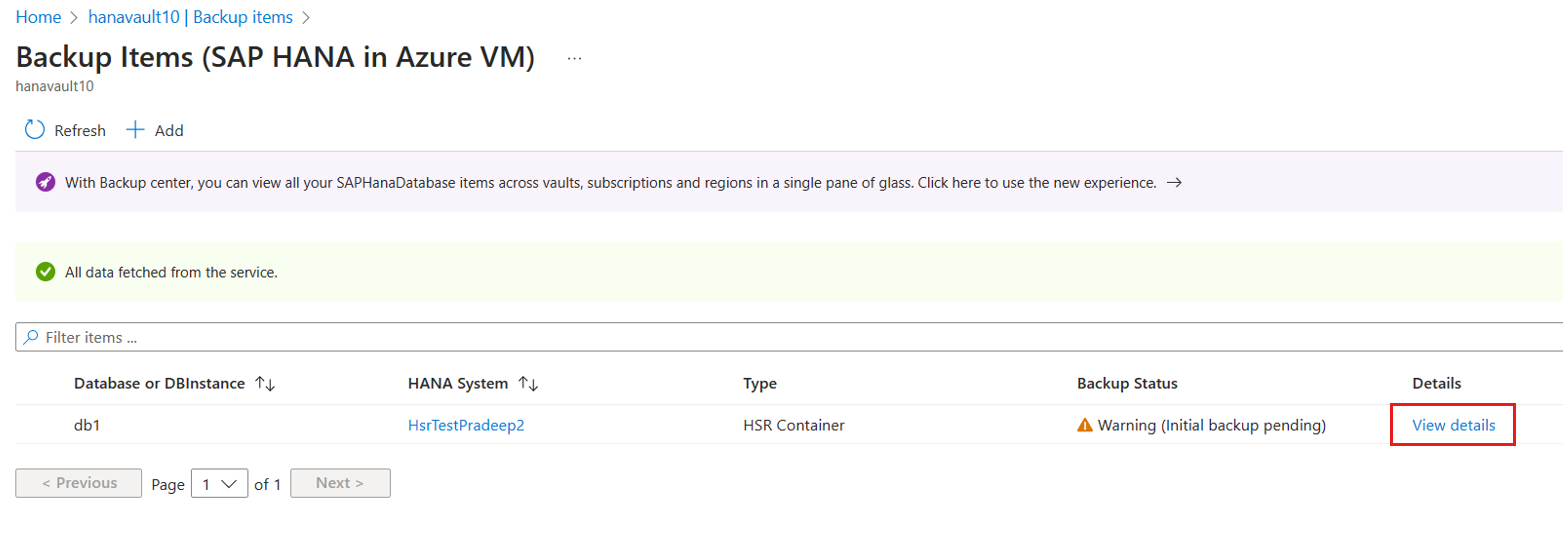 Home > hanavault10 | Backup items >
Backup Items (SAP HANA in Azure VM) ...
hanavault10
Refresh + Add
With Backup center, you can view all your SAPHanaDatabase items across vaults, subscriptions and regions in a single pane of glass. Click here to use the new experience. →
All data fetched from the service.
Filter items ...
Database or DBInstance ↑↓ HANA System ↑↓ Type Backup Status Details
db1 HsrTestPradeep2 HSR Container Warning (Initial backup pending) View details
< Previous Page 1 of 1 Next >